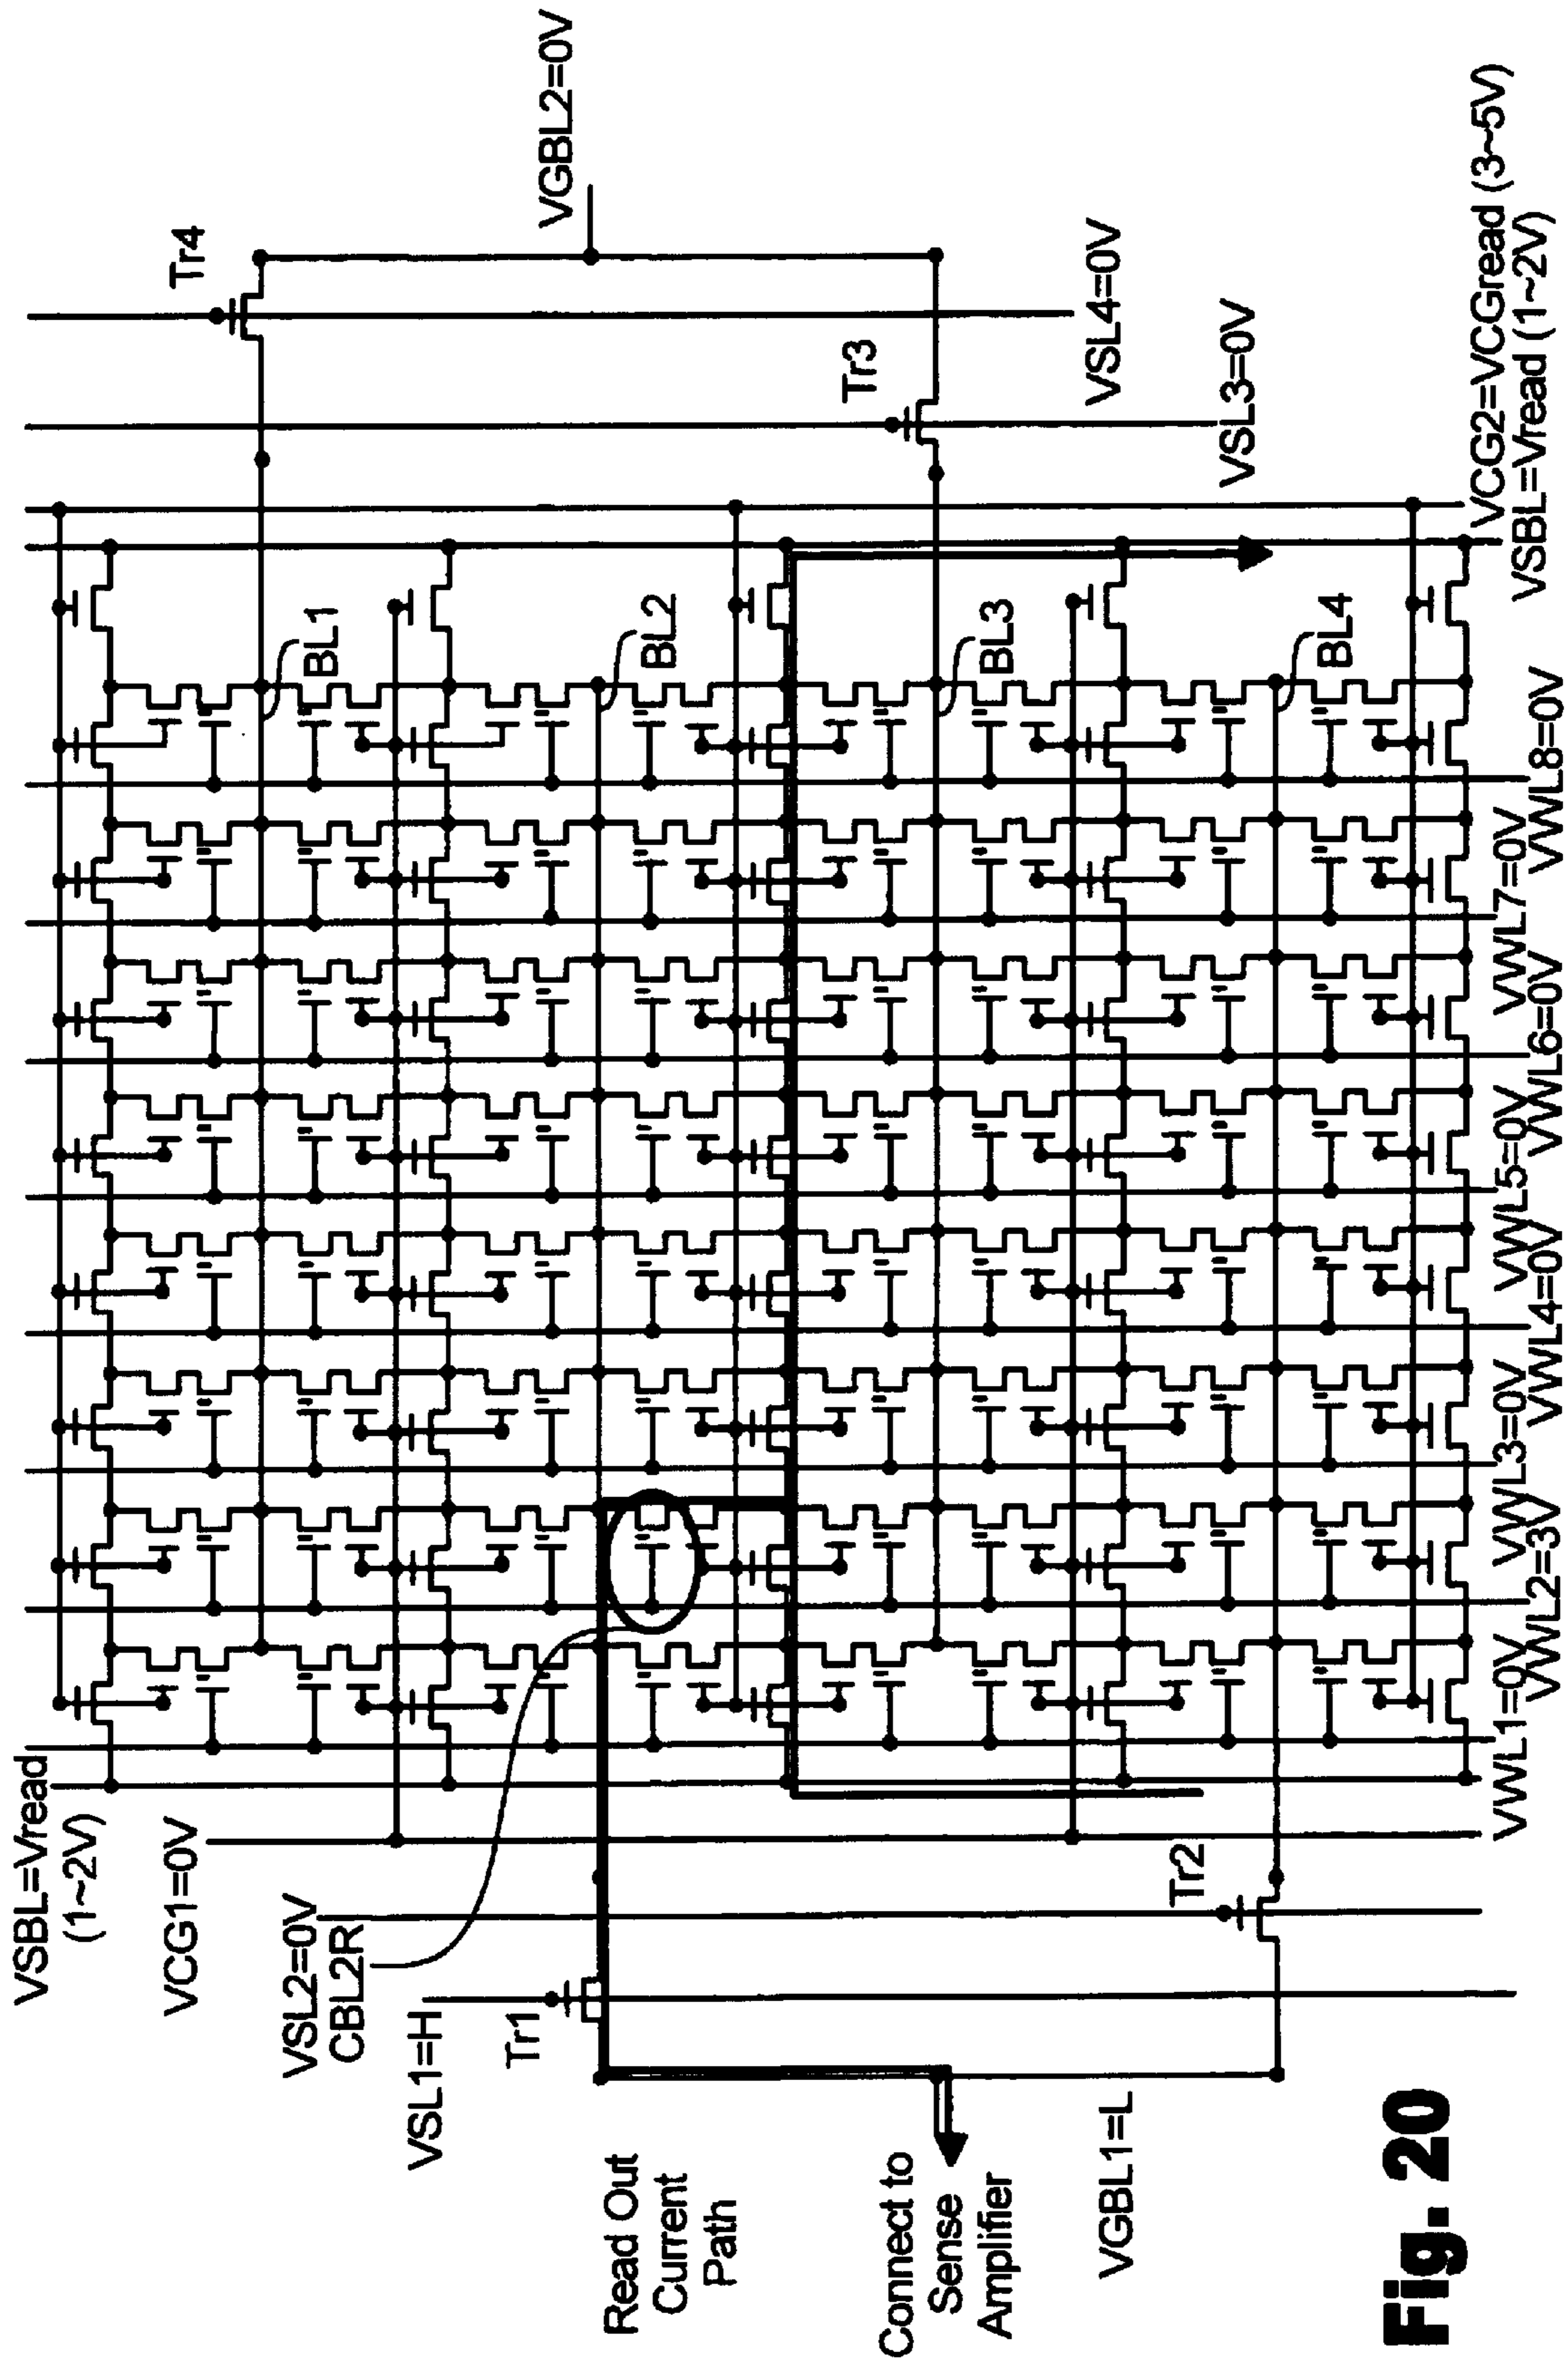 VSBL=Vread
(1~2V)
VCG1=0V
VSL2=0V
CBL2R
VSL1=H
Tr1
Tr2
Read Out
Current
Path
Connect to
Sense
Amplifier
VGBL1=L
BL1
BL2
BL3
BL4
Tr4
Tr3
VGBL2=0V
VSL4=0V
VSL3=0V
VCG2=VCGread (3~5V)
VSBL=Vread (1~2V)
VWL1=0V
VWL2=3V
VWL3=0V
VWL4=0V
VWL5=0V
VWL6=0V
VWL7=0V
VWL8=0V
Fig. 20